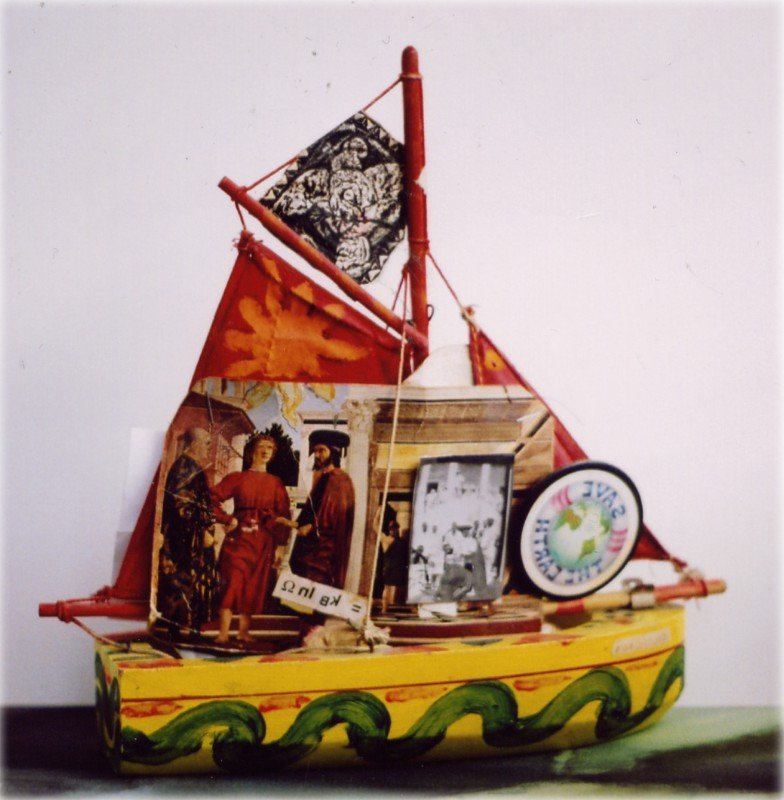 = kB ln Ω
SAVE
THE EARTH